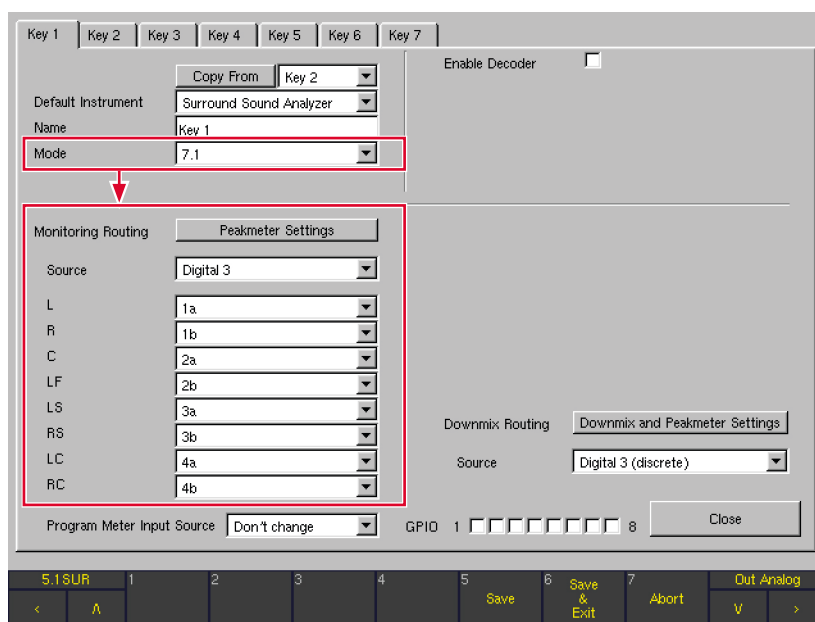 Key 1 Key 2 Key 3 Key 4 Key 5 Key 6 Key 7
Copy From Key 2
Default Instrument Surround Sound Analyzer
Name Key 1
Mode 7.1
Enable Decoder
Monitoring Routing Peakmeter Settings
Source Digital 3
L 1a
R 1b
C 2a
LF 2b
LS 3a
RS 3b
LC 4a
RC 4b
Downmix Routing Downmix and Peakmeter Settings
Source Digital 3 (discrete)
Program Meter Input Source Don't change
GPIO 1 8
Close
5.1SUR 1 2 3 4 5 Save 6 Save & Exit 7 Abort Out Analog
< Λ V >